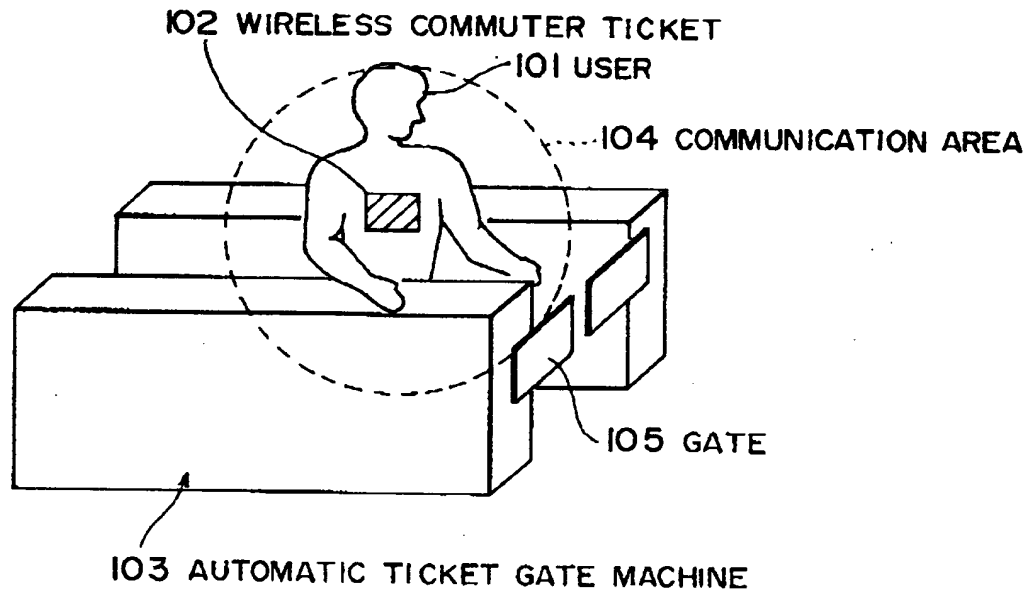 102 WIRELESS COMMUTER TICKET
101 USER
104 COMMUNICATION AREA
105 GATE
103 AUTOMATIC TICKET GATE MACHINE